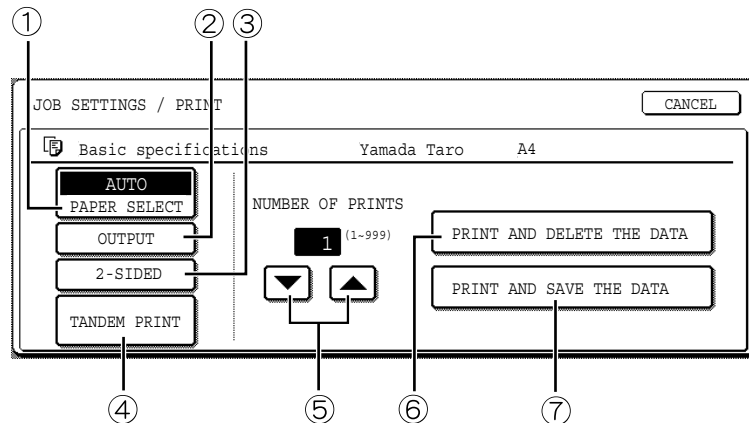 ① ② ③
JOB SETTINGS / PRINT CANCEL
Basic specifications Yamada Taro A4
AUTO
PAPER SELECT
OUTPUT
2-SIDED
TANDEM PRINT
NUMBER OF PRINTS
1 (1~999)
PRINT AND DELETE THE DATA
PRINT AND SAVE THE DATA
④ ⑤ ⑥ ⑦